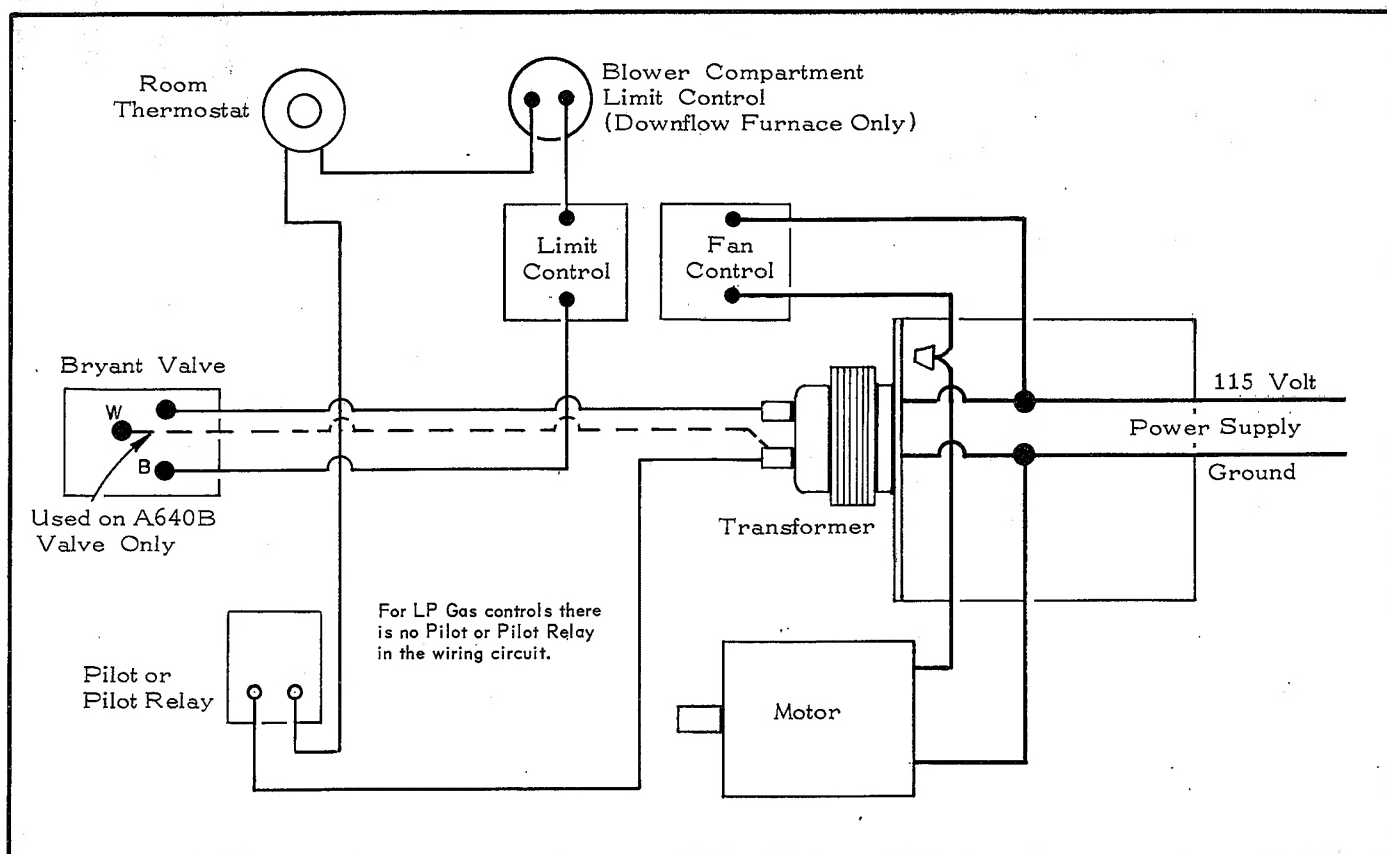 Room
Thermostat
Blower Compartment
Limit Control
(Downflow Furnace Only)
Limit
Control
Fan
Control
Bryant Valve
W
B
Used on A640B
Valve Only
115 Volt
Power Supply
Ground
Transformer
For LP Gas controls there
is no Pilot or Pilot Relay
in the wiring circuit.
Pilot or
Pilot Relay
Motor